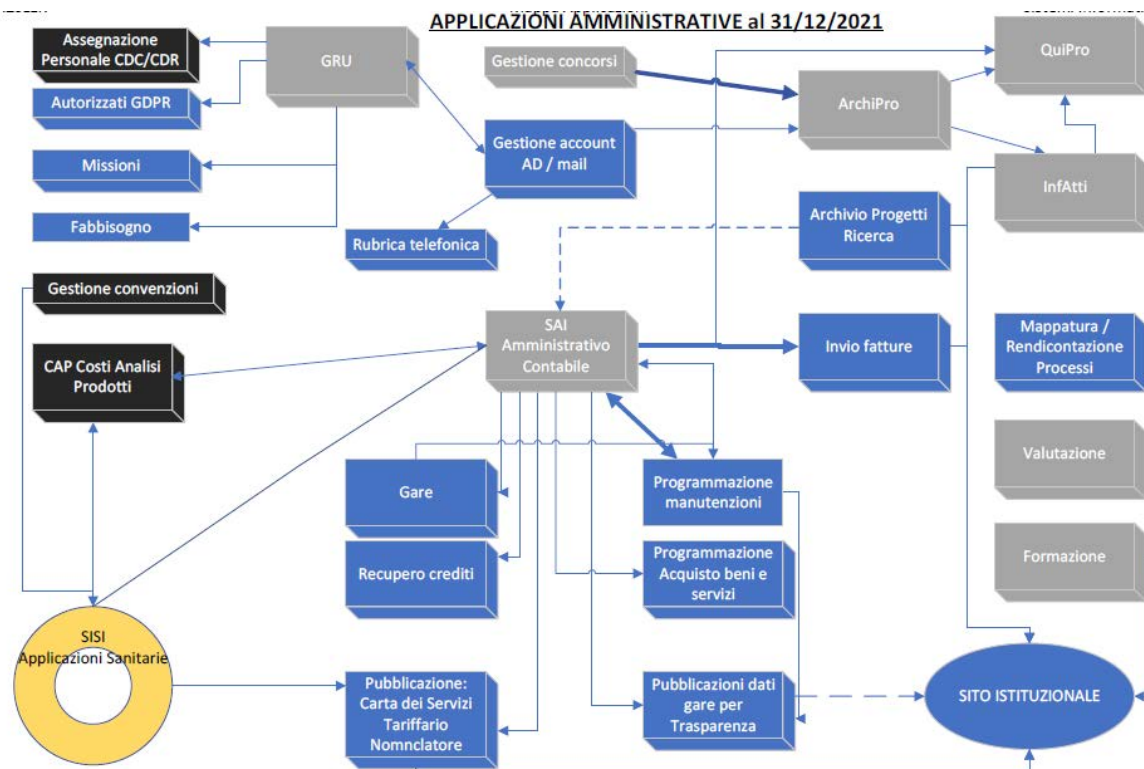 APPLICAZIONI AMMINISTRATIVE al 31/12/2021
Assegnazione
Personale CDC/CDR
GRU
Gestione concorsi
QuiPro
Autorizzati GDPR
ArchiPro
Gestione account
AD / mail
Missioni
InfAtti
Fabbisogno
Rubrica telefonica
Archivio Progetti
Ricerca
Gestione convenzioni
SAI
Amministrativo
Contabile
Invio fatture
Mappatura /
Rendicontazione
Processi
CAP Costi Analisi
Prodotti
Valutazione
Gare
Programmazione
manutenzioni
Formazione
Recupero crediti
Programmazione
Acquisto beni e
servizi
SISI
Applicazioni Sanitarie
Pubblicazione:
Carta dei Servizi
Tariffario
Nomnclatore
Pubblicazioni dati
gare per
Trasparenza
SITO ISTITUZIONALE